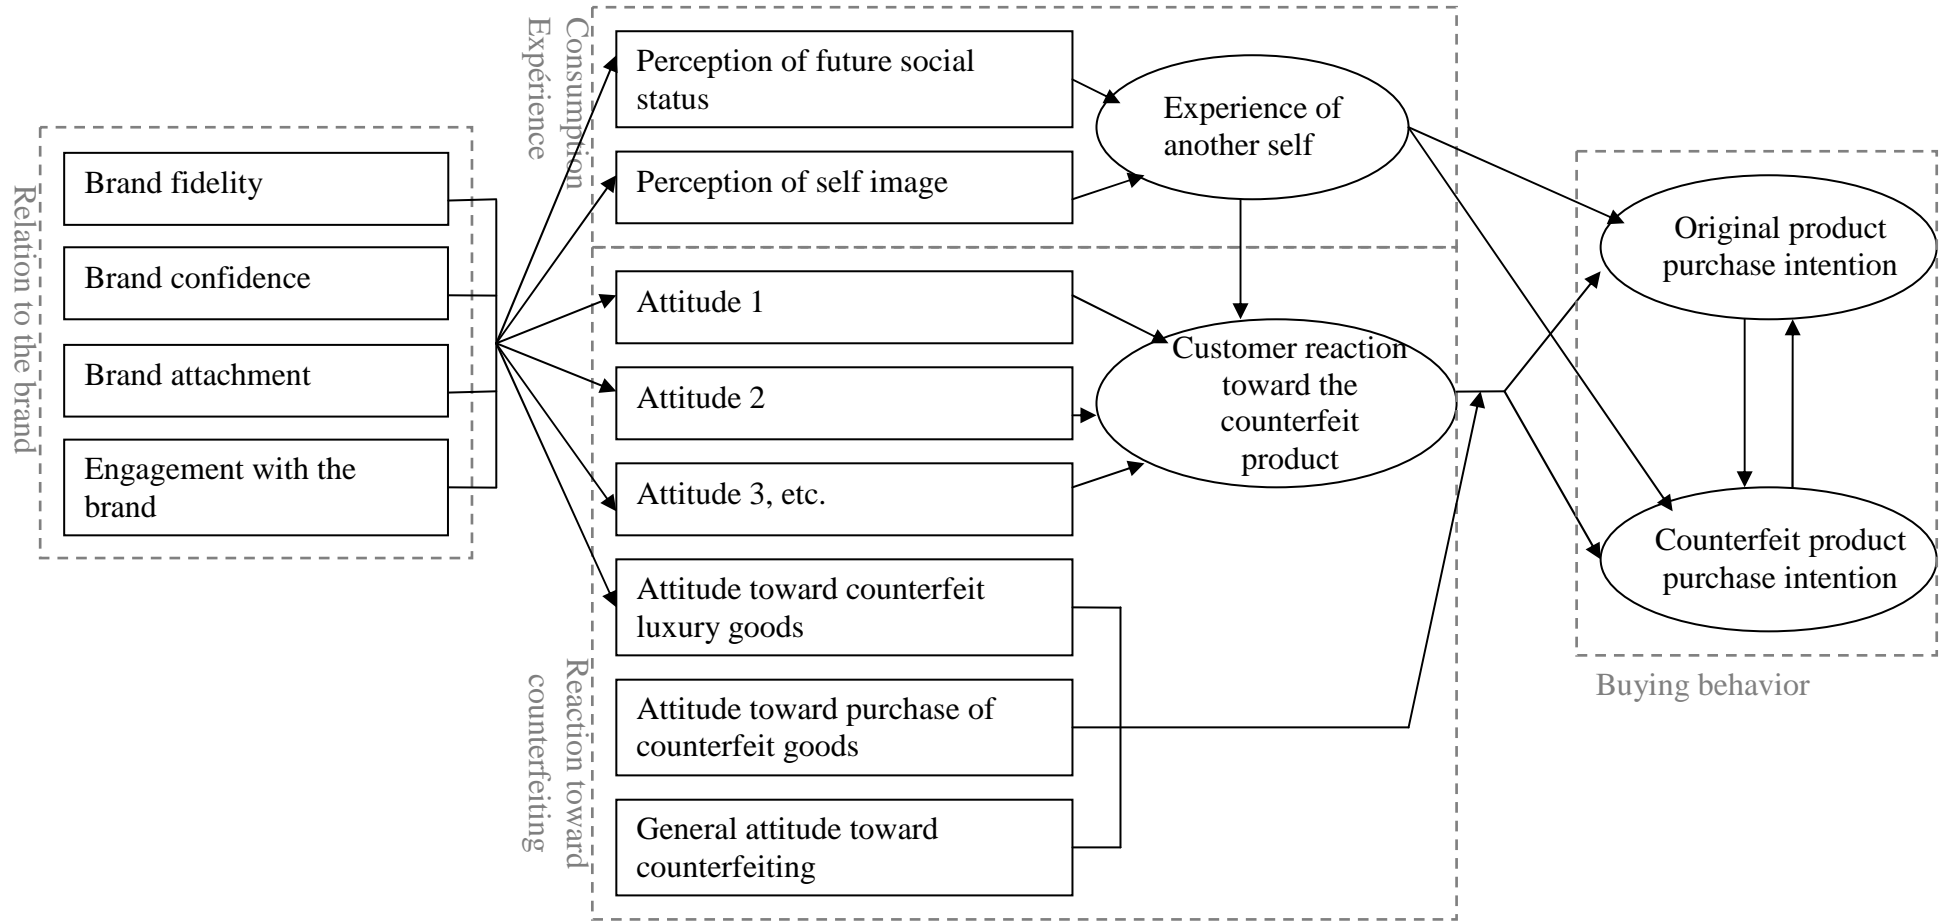 Relation to the brand
Brand fidelity
Brand confidence
Brand attachment
Engagement with the
brand
Consumption
Expérience
Perception of future social
status
Perception of self image
Experience of
another self
Reaction toward
counterfeiting
Attitude 1
Attitude 2
Attitude 3, etc.
Customer reaction
toward the
counterfeit
product
Attitude toward counterfeit
luxury goods
Attitude toward purchase of
counterfeit goods
General attitude toward
counterfeiting
Original product
purchase intention
Counterfeit product
purchase intention
Buying behavior